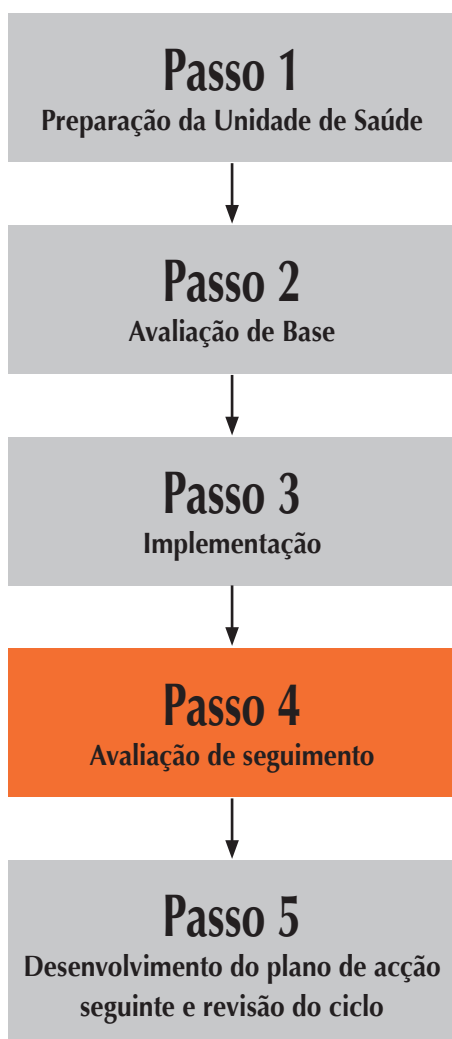 Passo 1
Preparação da Unidade de Saúde
Passo 2
Avaliação de Base
Passo 3
Implementação
Passo 4
Avaliação de seguimento
Passo 5
Desenvolvimento do plano de acção
seguinte e revisão do ciclo